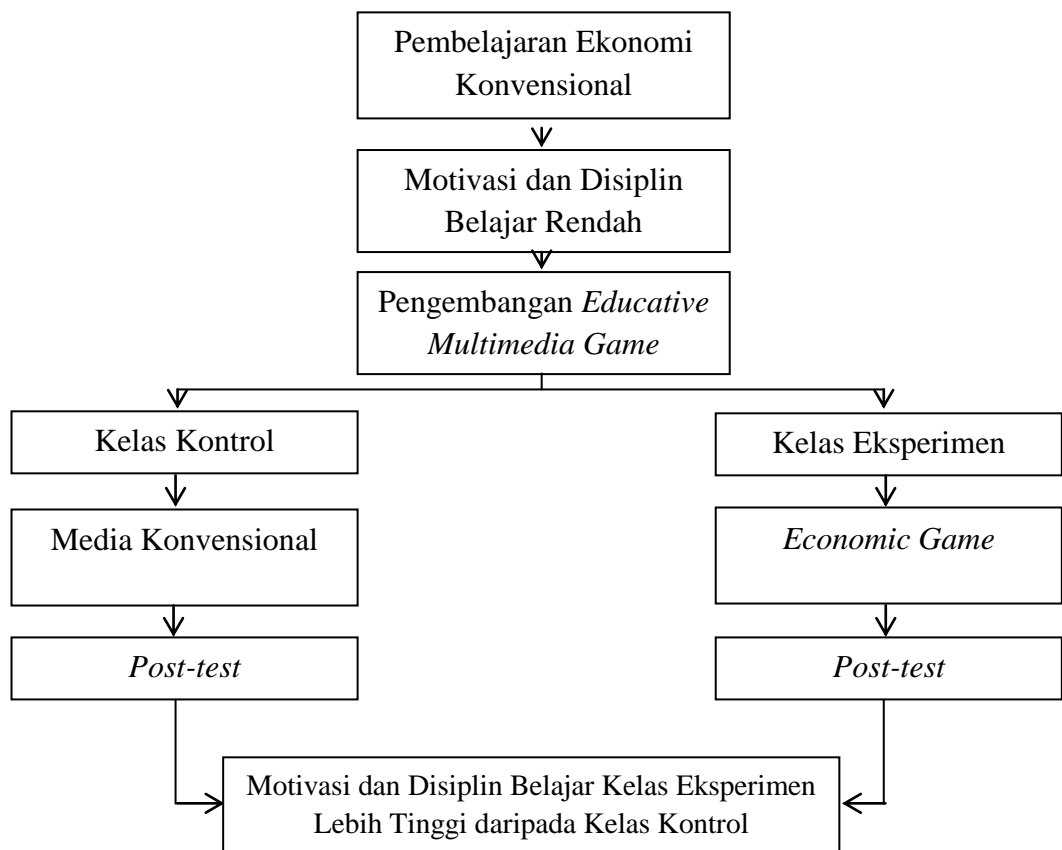 Pembelajaran Ekonomi
Konvensional
Motivasi dan Disiplin
Belajar Rendah
Pengembangan Educative
Multimedia Game
Kelas Kontrol
Kelas Eksperimen
Media Konvensional
Economic Game
Post-test
Post-test
Motivasi dan Disiplin Belajar Kelas Eksperimen
Lebih Tinggi daripada Kelas Kontrol